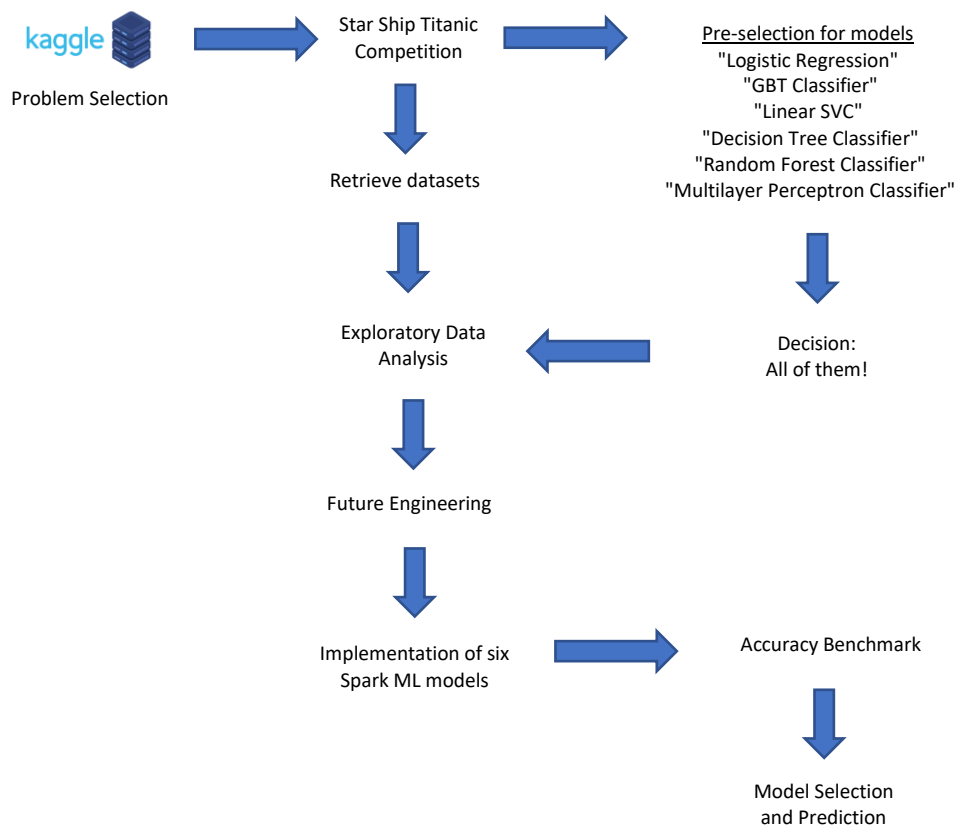 kaggle
Problem Selection
Star Ship Titanic
Competition
Pre-selection for models
"Logistic Regression"
"GBT Classifier"
"Linear SVC"
"Decision Tree Classifier"
"Random Forest Classifier"
"Multilayer Perceptron Classifier"
Retrieve datasets
Exploratory Data
Analysis
Decision:
All of them!
Future Engineering
Implementation of six
Spark ML models
Accuracy Benchmark
Model Selection
and Prediction